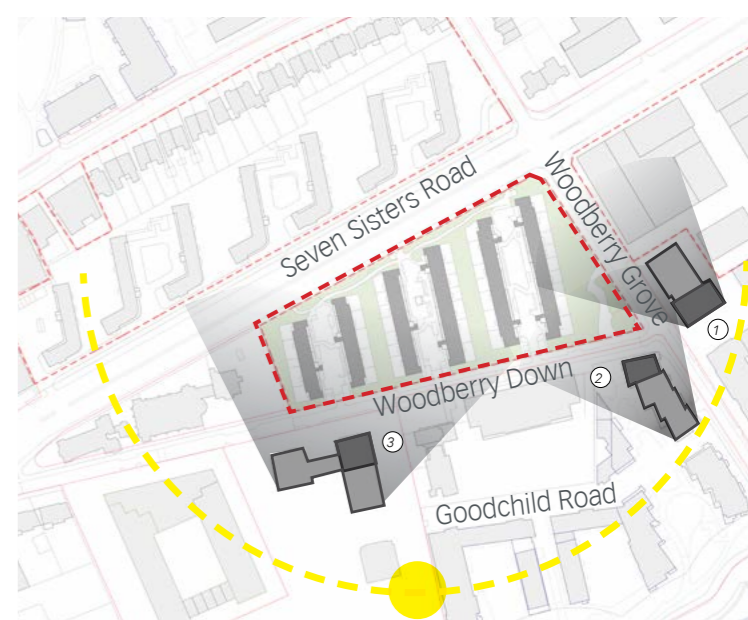 Seven Sisters Road
Woodberry Grove
1
2
Woodberry Down
3
Goodchild Road